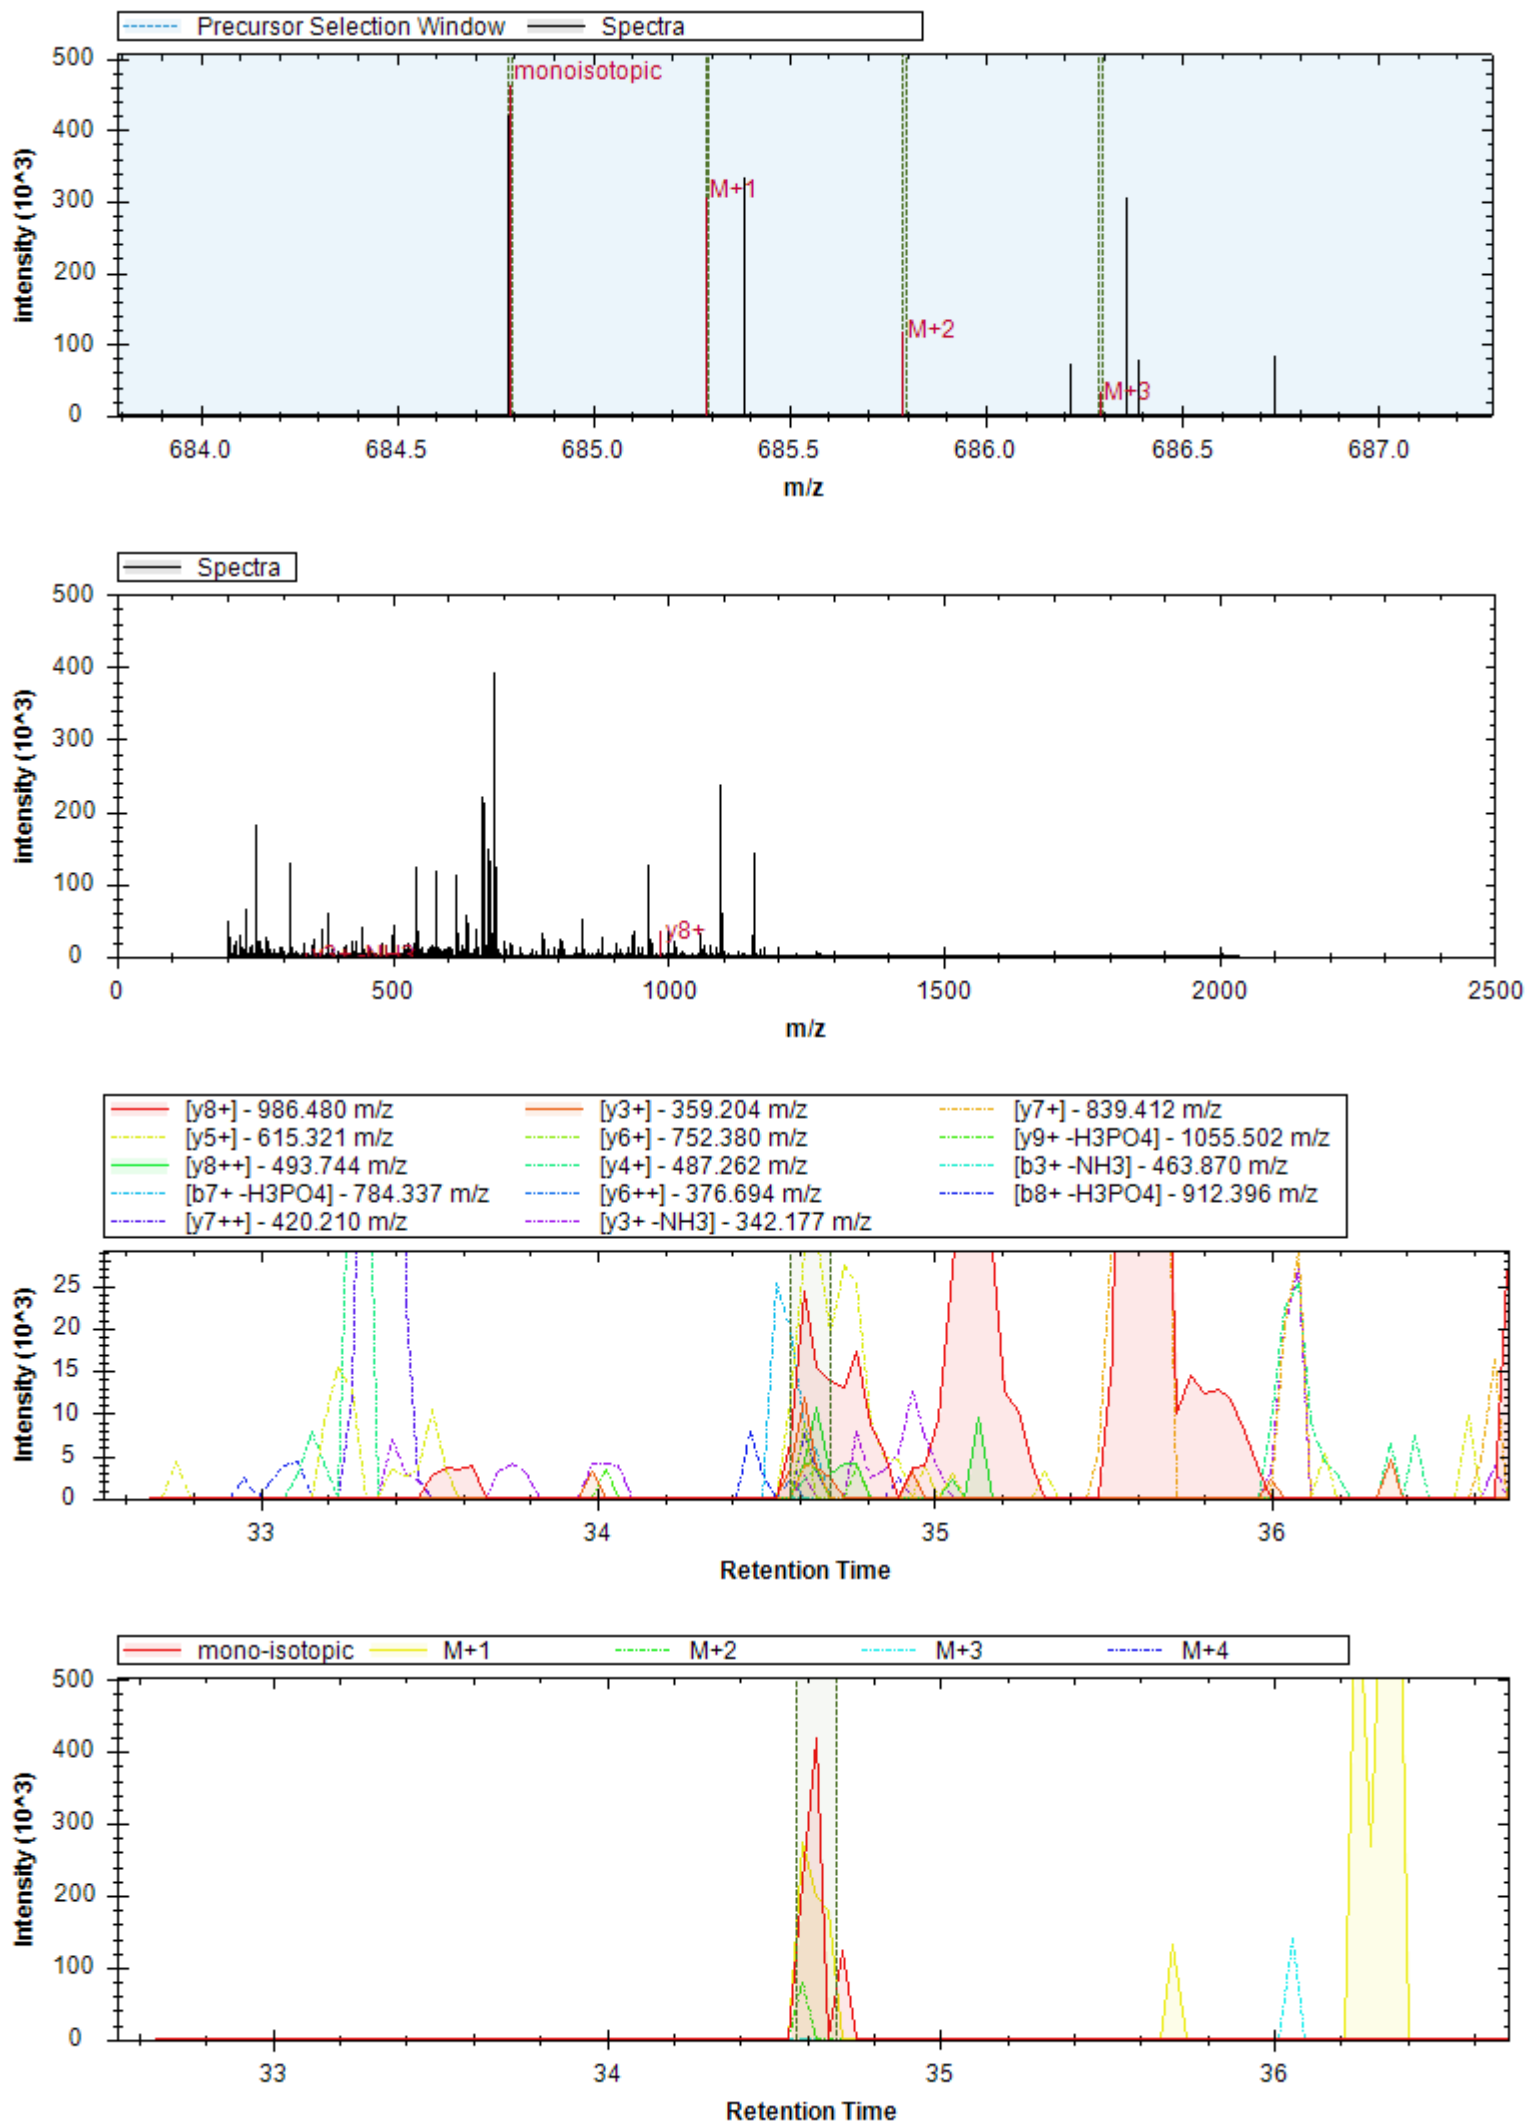 Precursor Selection Window Spectra
500
monoisotopic
400
300
M+1
200
M+2
100
M+3
0
684.0 684.5 685.0 685.5 686.0 686.5 687.0
intensity (10^3)
m/z
Spectra
500
400
300
200
100
y8+
0
0 500 1000 1500 2000 2500
intensity (10^3)
m/z
[y8+] - 986.480 m/z [y3+] - 359.204 m/z [y7+] - 839.412 m/z
[y5+] - 615.321 m/z [y6+] - 752.380 m/z [y9+ -H3PO4] - 1055.502 m/z
[y8++] - 493.744 m/z [y4+] - 487.262 m/z [b3+ -NH3] - 463.870 m/z
[b7+ -H3PO4] - 784.337 m/z [y6++] - 376.694 m/z [b8+ -H3PO4] - 912.396 m/z
[y7++] - 420.210 m/z [y3+ -NH3] - 342.177 m/z
25
20
15
10
5
0
33 34 35 36
Intensity (10^3)
Retention Time
mono-isotopic M+1 M+2 M+3 M+4
500
400
300
200
100
0
33 34 35 36
Intensity (10^3)
Retention Time